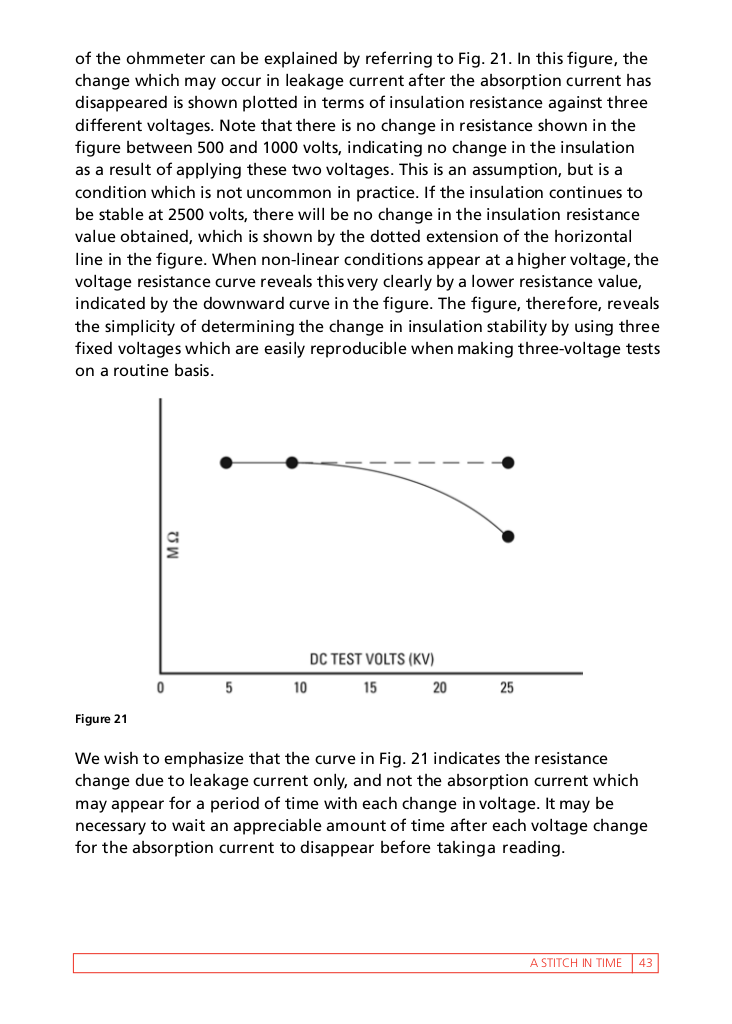 of the ohmmeter can be explained by referring to Fig. 21. In this figure, the
change which may occur in leakage current after the absorption current has
disappeared is shown plotted in terms of insulation resistance against three
different voltages. Note that there is no change in resistance shown in the
figure between 500 and 1000 volts, indicating no change in the insulation
as a result of applying these two voltages. This is an assumption, but is a
condition which is not uncommon in practice. If the insulation continues to
be stable at 2500 volts, there will be no change in the insulation resistance
value obtained, which is shown by the dotted extension of the horizontal
line in the figure. When non-linear conditions appear at a higher voltage, the
voltage resistance curve reveals this very clearly by a lower resistance value,
indicated by the downward curve in the figure. The figure, therefore, reveals
the simplicity of determining the change in insulation stability by using three
fixed voltages which are easily reproducible when making three-voltage tests
on a routine basis.
M Ω
DC TEST VOLTS (KV)
0 5 10 15 20 25
Figure 21
We wish to emphasize that the curve in Fig. 21 indicates the resistance
change due to leakage current only, and not the absorption current which
may appear for a period of time with each change in voltage. It may be
necessary to wait an appreciable amount of time after each voltage change
for the absorption current to disappear before taking a reading.
A STITCH IN TIME 43